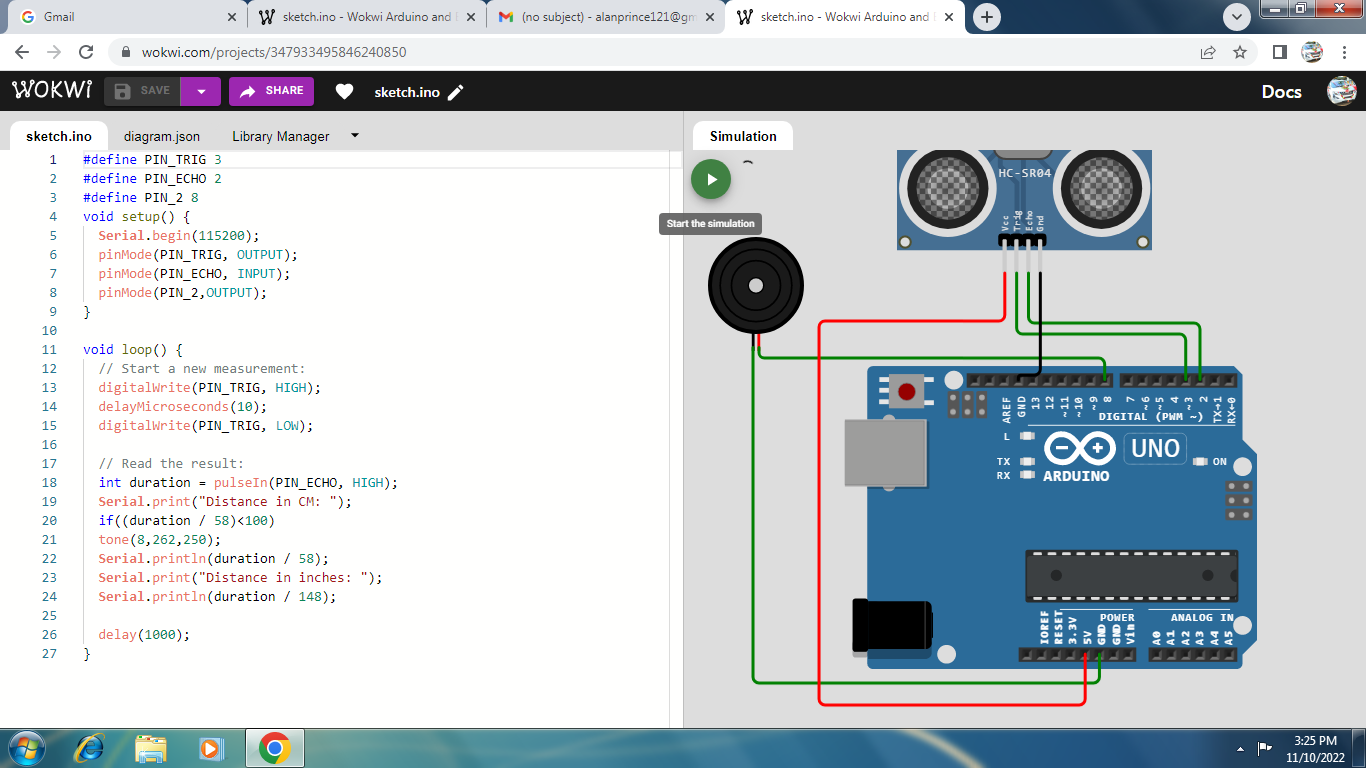 Gmail
sketch.ino - Wokwi Arduino and
(no subject) - alanprince121@gm
sketch.ino - Wokwi Arduino and
wokwi.com/projects/347933495846240850
WOKWI
SAVE
SHARE
sketch.ino
Docs
sketch.ino
diagram.json
Library Manager
Simulation
1 #define PIN_TRIG 3
2 #define PIN_ECHO 2
3 #define PIN_2 8
4 void setup() {
5 Serial.begin(115200);
6 pinMode(PIN_TRIG, OUTPUT);
7 pinMode(PIN_ECHO, INPUT);
8 pinMode(PIN_2,OUTPUT);
9 }
10
11 void loop() {
12 // Start a new measurement:
13 digitalWrite(PIN_TRIG, HIGH);
14 delayMicroseconds(10);
15 digitalWrite(PIN_TRIG, LOW);
16
17 // Read the result:
18 int duration = pulseIn(PIN_ECHO, HIGH);
19 Serial.print("Distance in CM: ");
20 if((duration / 58)<100)
21 tone(8,262,250);
22 Serial.println(duration / 58);
23 Serial.print("Distance in inches: ");
24 Serial.println(duration / 148);
25
26 delay(1000);
27 }
Start the simulation
HC-SR04
Vcc
Trig
Echo
Gnd
AREF
GND
13
12
~11
~10
~9
8
7
~6
~5
4
~3
2
TX→1
RX←0
DIGITAL (PWM ~)
L
TX
RX
UNO
ARDUINO
ON
POWER
ANALOG IN
IOREF
RESET
3.3V
5V
GND
GND
Vin
A0
A1
A2
A3
A4
A5
3:25 PM
11/10/2022